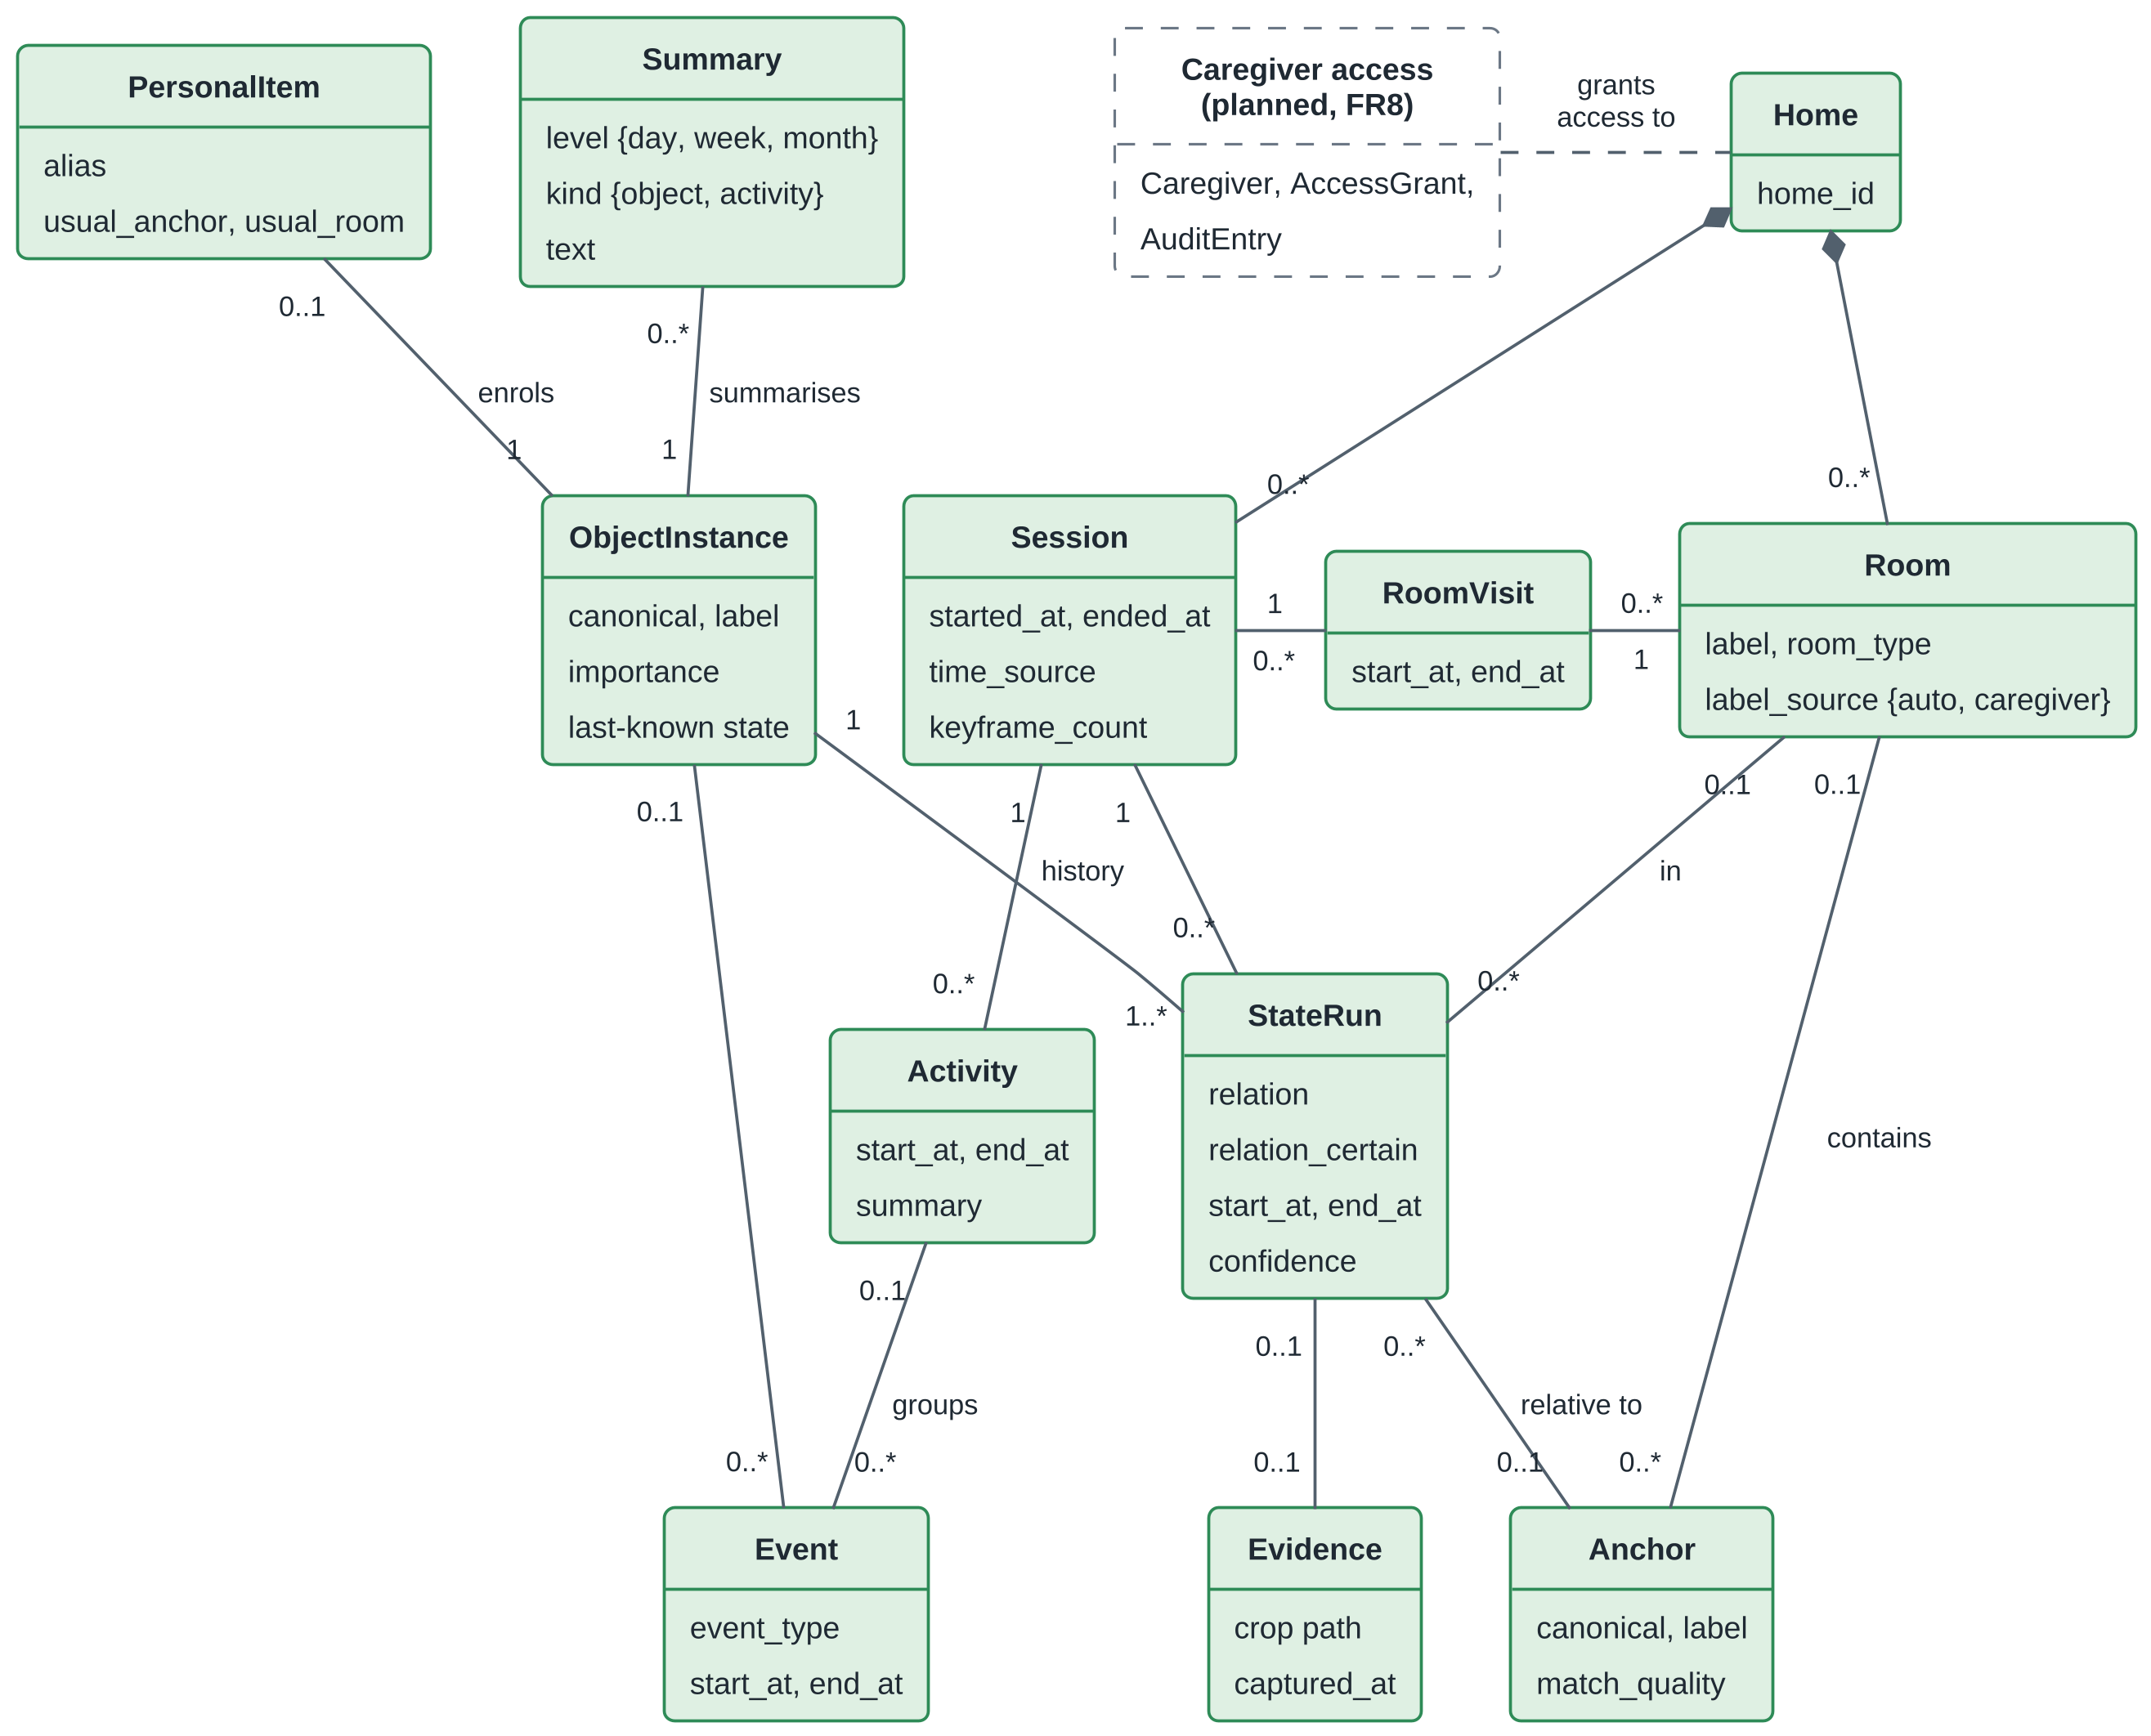 PersonalItem
alias
usual_anchor, usual_room
Summary
level {day, week, month}
kind {object, activity}
text
Caregiver access
(planned, FR8)
Caregiver, AccessGrant,
AuditEntry
grants
access to
Home
home_id
0..1
enrols
1
0..*
summarises
1
0..*
0..*
ObjectInstance
canonical, label
importance
last-known state
Session
started_at, ended_at
time_source
keyframe_count
1
0..*
RoomVisit
start_at, end_at
0..*
1
Room
label, room_type
label_source {auto, caregiver}
0..1
1
1
1
0..1
0..1
history
in
0..*
0..*
1..*
0..*
Activity
start_at, end_at
summary
StateRun
relation
relation_certain
start_at, end_at
confidence
contains
0..1
groups
0..*
0..*
0..1
0..1
0..*
relative to
0..1
0..*
Event
event_type
start_at, end_at
Evidence
crop path
captured_at
Anchor
canonical, label
match_quality